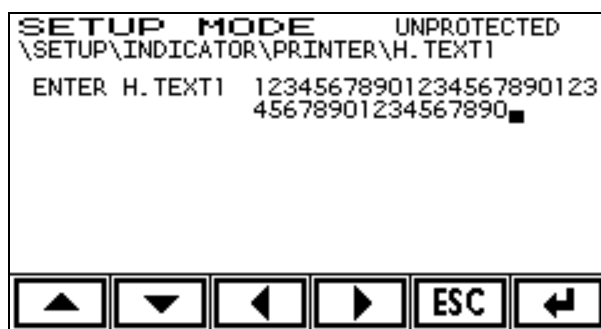 SETUP MODE UNPROTECTED
\SETUP\INDICATOR\PRINTER\H.TEXT1
ENTER H.TEXT1 12345678901234567890123
45678901234567890
ESC